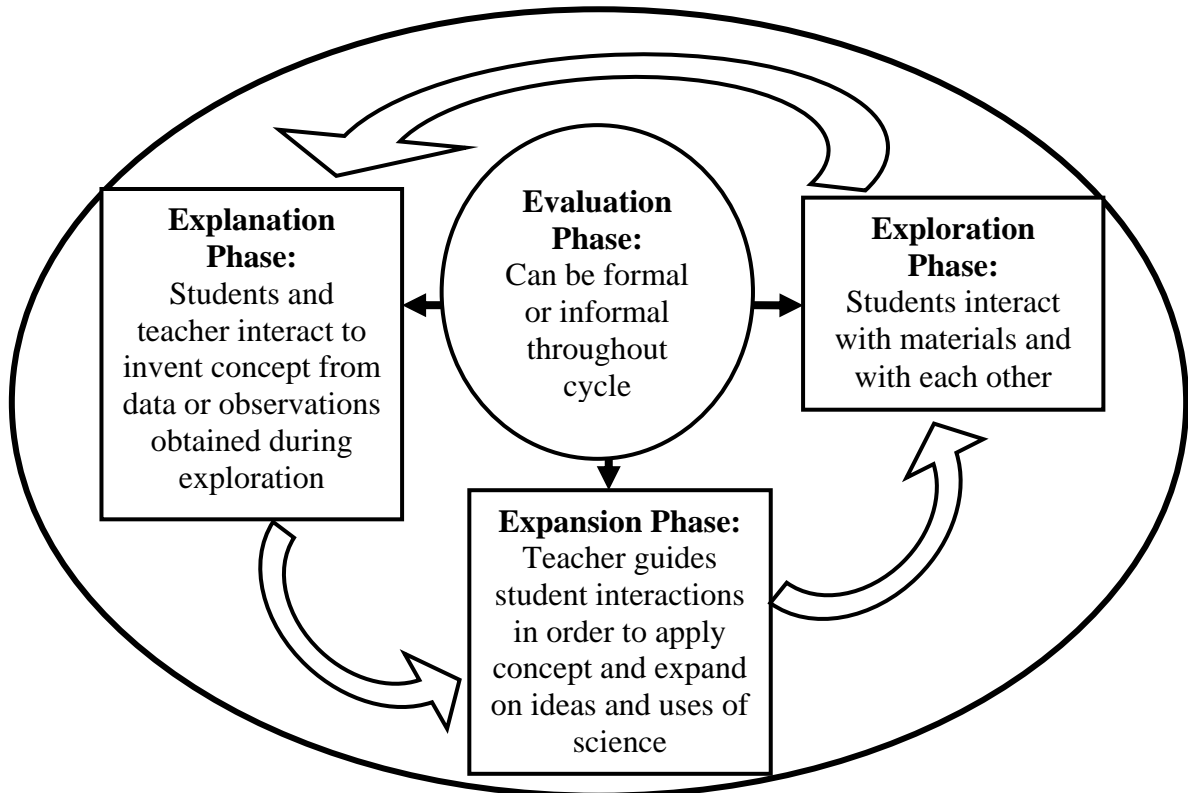 Explanation
Phase:
Students and
teacher interact to
invent concept from
data or observations
obtained during
exploration
Evaluation
Phase:
Can be formal
or informal
throughout
cycle
Exploration
Phase:
Students interact
with materials and
with each other
Expansion Phase:
Teacher guides
student interactions
in order to apply
concept and expand
on ideas and uses of
science